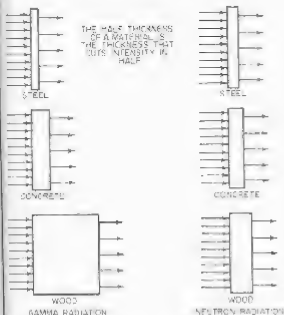 THE HALF THICKNESS
OF A MATERIAL IS
THE THICKNESS THAT
CUTS INTENSITY IN
HALF
STEEL
STEEL
CONCRETE
CONCRETE
WOOD
GAMMA RADIATION
WOOD
NEUTRON RADIATION